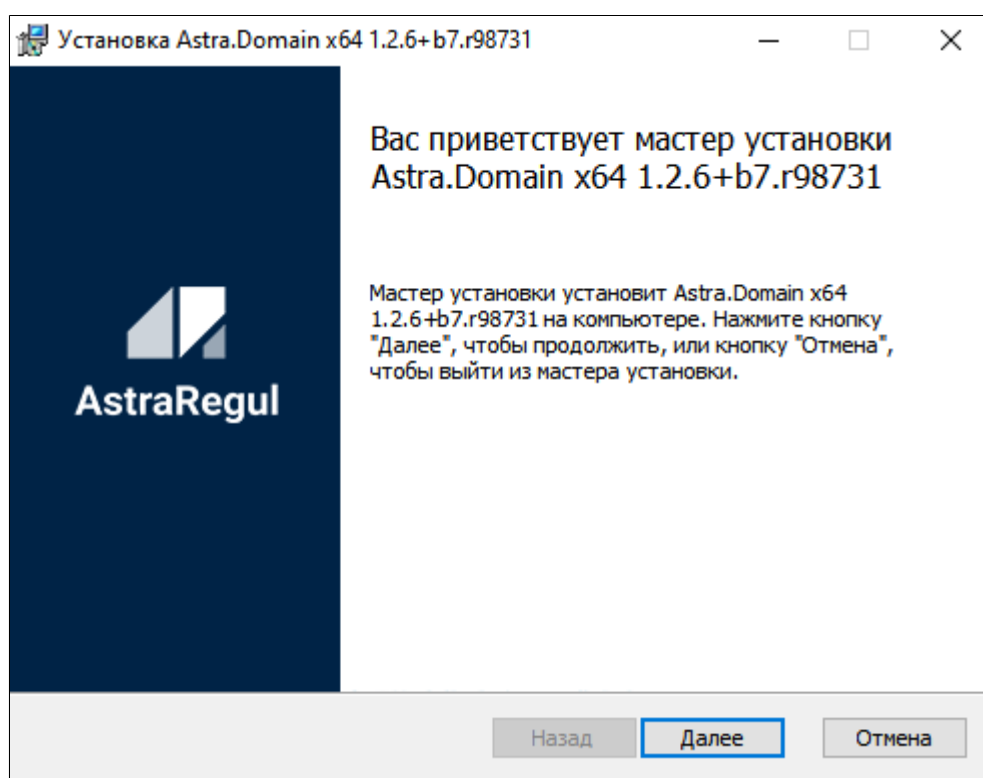 Установка Astra.Domain x64 1.2.6+b7.r98731
Вас приветствует мастер установки
Astra.Domain x64 1.2.6+b7.r98731
Мастер установки установит Astra.Domain x64
1.2.6+b7.r98731 на компьютере. Нажмите кнопку
"Далее", чтобы продолжить, или кнопку "Отмена",
чтобы выйти из мастера установки.
AstraRegul
Назад Далее Отмена